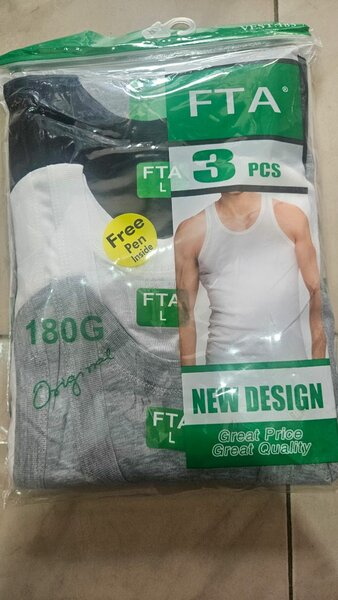 FTA®
3 PCS
FTA
L
Free
Pen
Inside
FTA
L
180G
Original
FTA
L
NEW DESIGN
Great Price
Great Quality